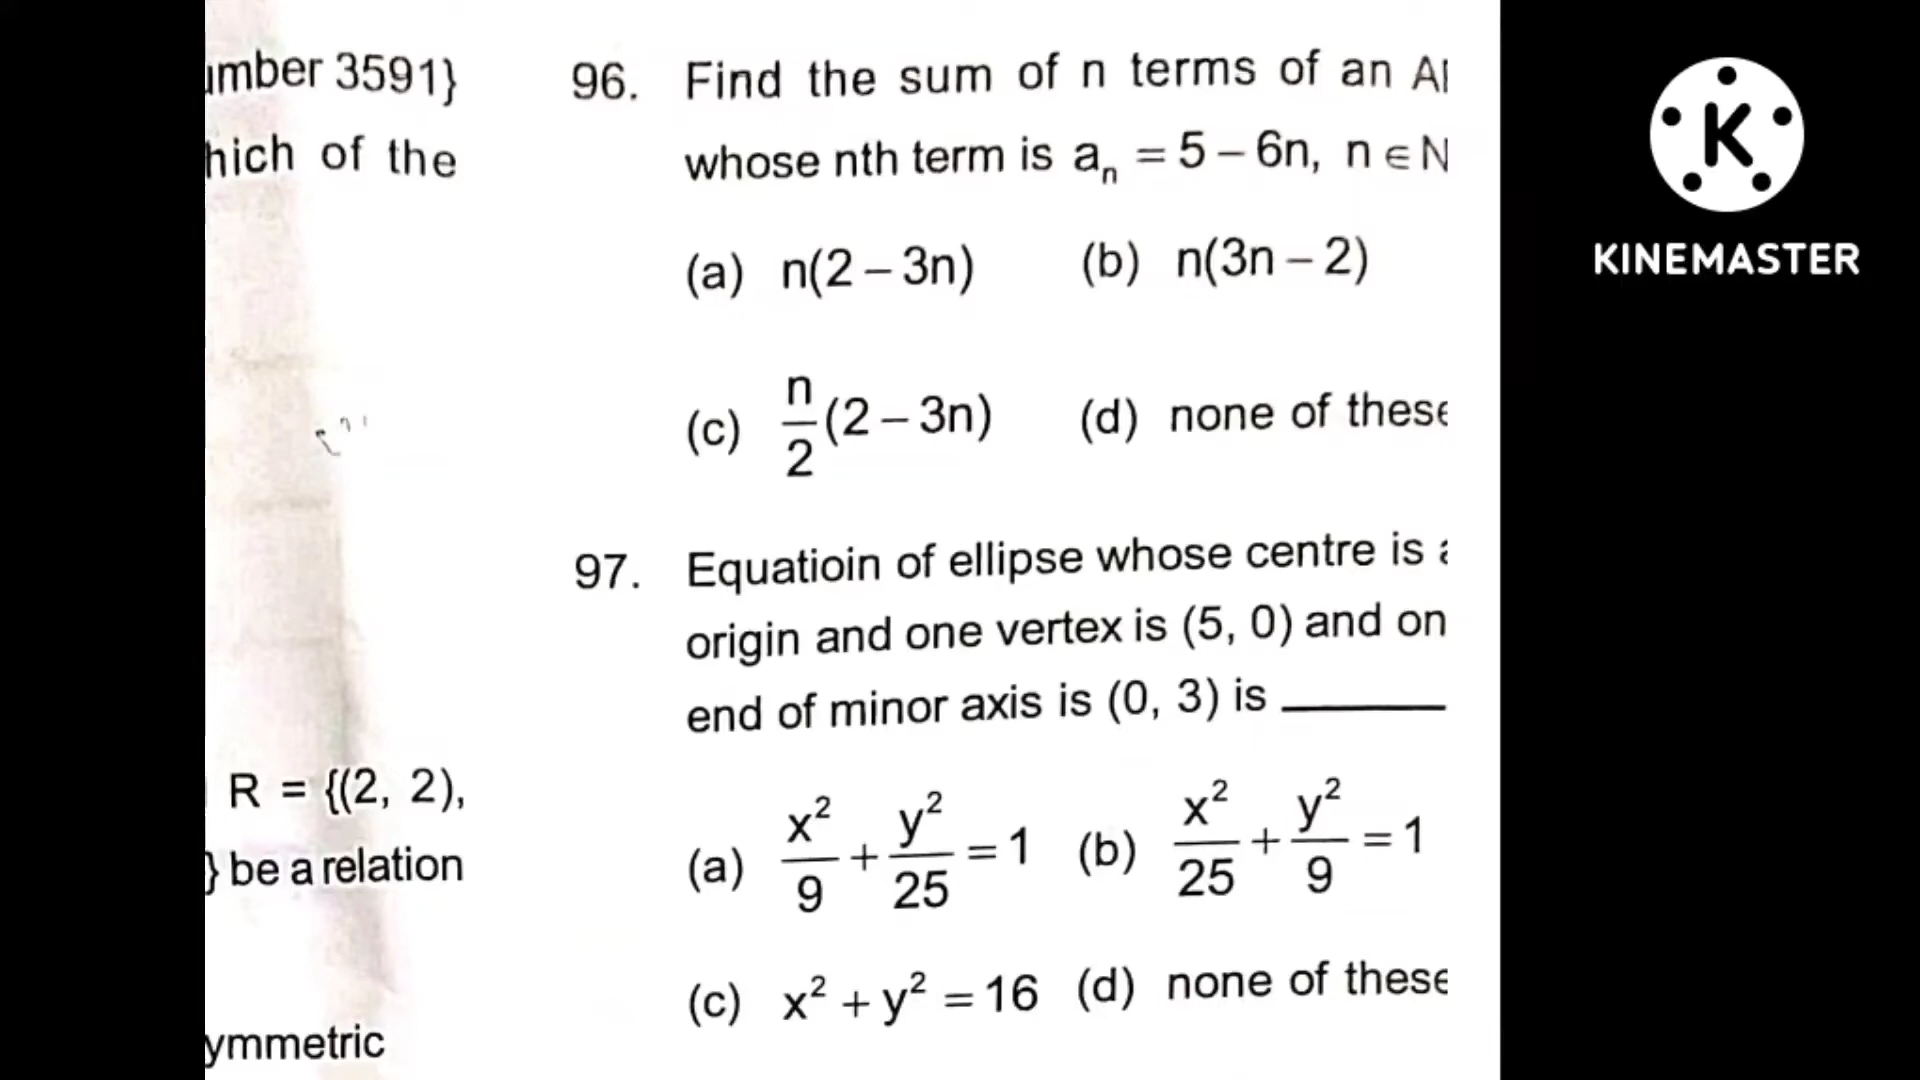 umber 3591}
hich of the
R = {(2, 2),
} be a relation
ymmetric
96. Find the sum of n terms of an AP
whose nth term is aₙ = 5 – 6n, n ∈ N
(a) n(2 – 3n) (b) n(3n – 2)
(c) n/2(2 – 3n) (d) none of these
97. Equatioin of ellipse whose centre is a
origin and one vertex is (5, 0) and on
end of minor axis is (0, 3) is ______
(a) x²/9 + y²/25 = 1 (b) x²/25 + y²/9 = 1
(c) x² + y² = 16 (d) none of these
K
KINEMASTER